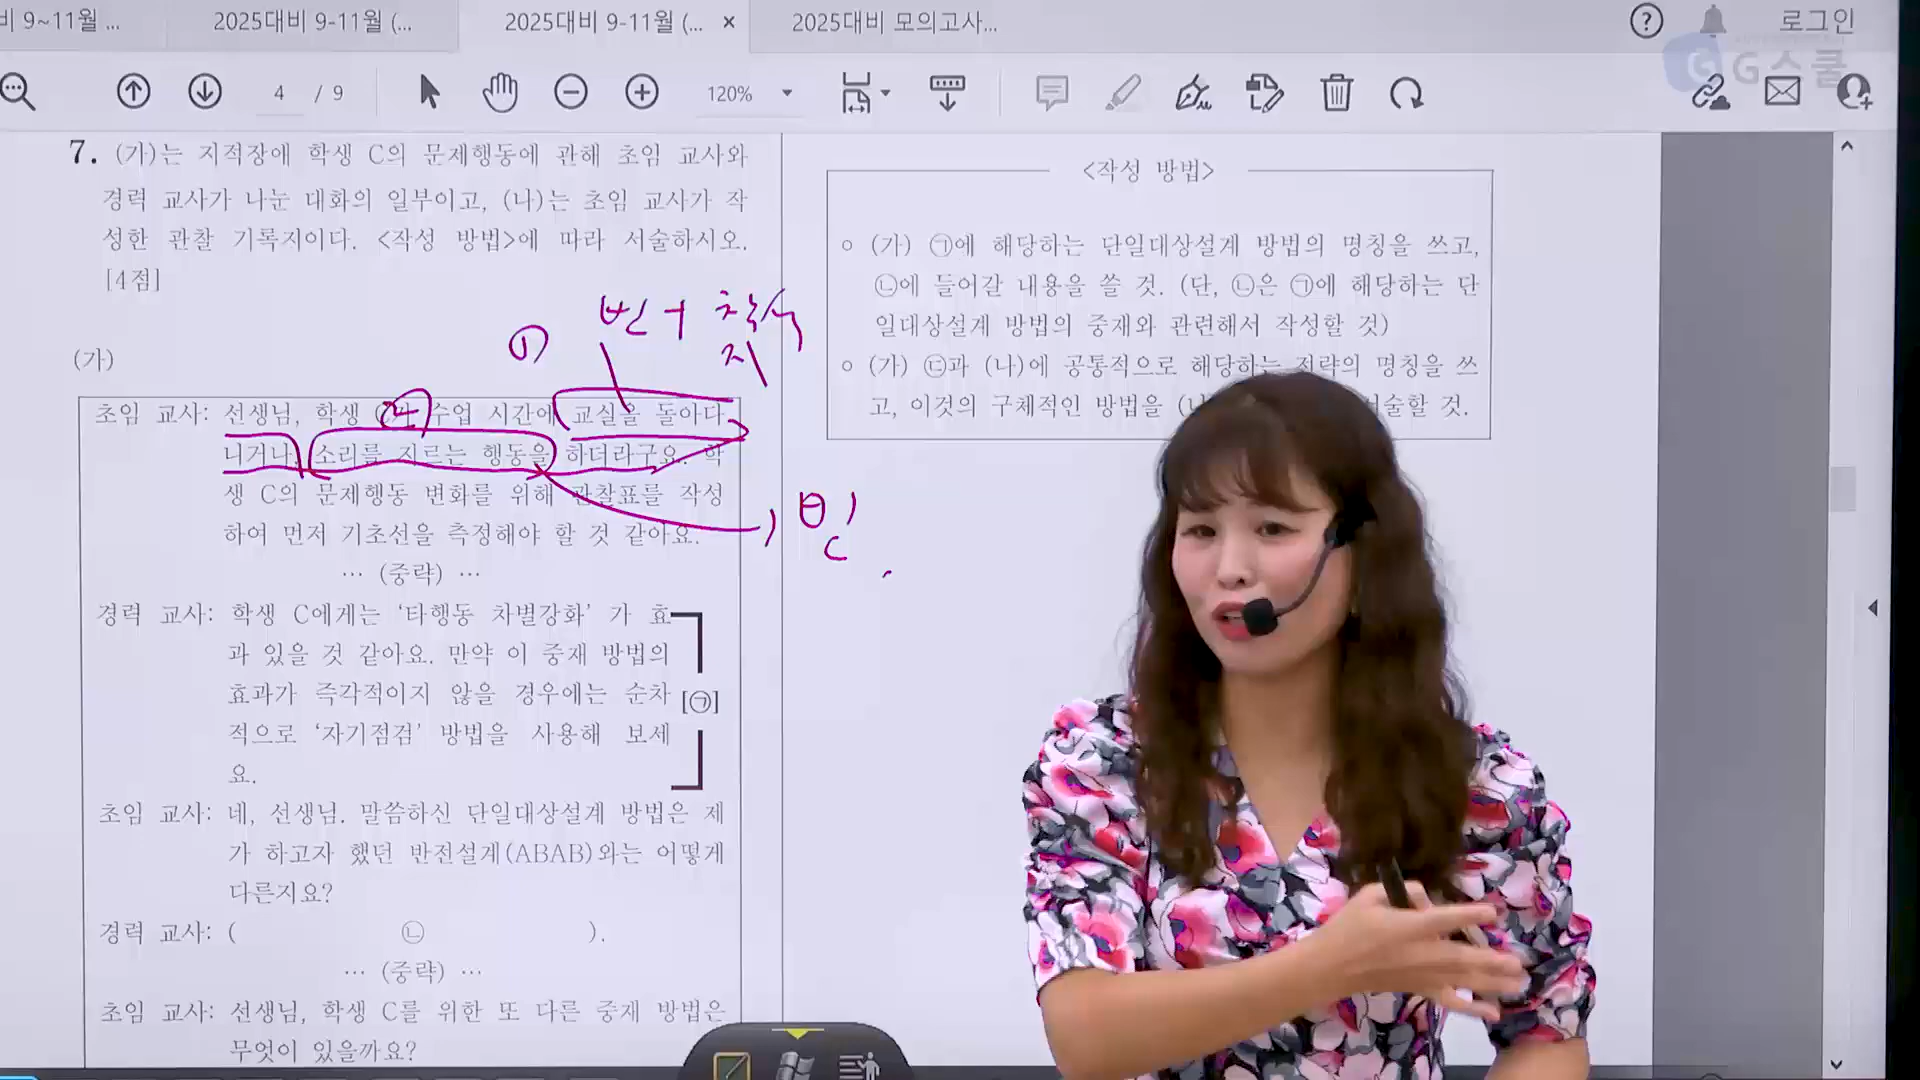 비 9~11월 ...
2025대비 9-11월 (...
2025대비 9-11월 (... ×
2025대비 모의고사...
로그인
G스쿨
4 / 9
120%
7. (가)는 지적장애 학생 C의 문제행동에 관해 초임 교사와
경력 교사가 나눈 대화의 일부이고, (나)는 초임 교사가 작
성한 관찰 기록지이다. <작성 방법>에 따라 서술하시오.
[4점]
(가)
빈 +
초임 교사: 선생님, 학생 수업 시간에 교실을 돌아다
니거나 소리를 지르는 행동을 하더라구요. 학
생 C의 문제행동 변화를 위해 관찰표를 작성
하여 먼저 기초선을 측정해야 할 것 같아요.
빈
… (중략) …
경력 교사: 학생 C에게는 ‘타행동 차별강화’ 가 효
과 있을 것 같아요. 만약 이 중재 방법의
효과가 즉각적이지 않을 경우에는 순차
적으로 ‘자기점검’ 방법을 사용해 보세
요.
[㉠]
초임 교사: 네, 선생님. 말씀하신 단일대상설계 방법은 제
가 하고자 했던 반전설계(ABAB)와는 어떻게
다른지요?
경력 교사: ( ㉡ ).
… (중략) …
초임 교사: 선생님, 학생 C를 위한 또 다른 중재 방법은
무엇이 있을까요?
<작성 방법>
○ (가) ㉠에 해당하는 단일대상설계 방법의 명칭을 쓰고,
㉡에 들어갈 내용을 쓸 것. (단, ㉡은 ㉠에 해당하는 단
일대상설계 방법의 중재와 관련해서 작성할 것)
○ (가) ㉢과 (나)에 공통적으로 해당하는 전략의 명칭을 쓰
고, 이것의 구체적인 방법을 서술할 것.